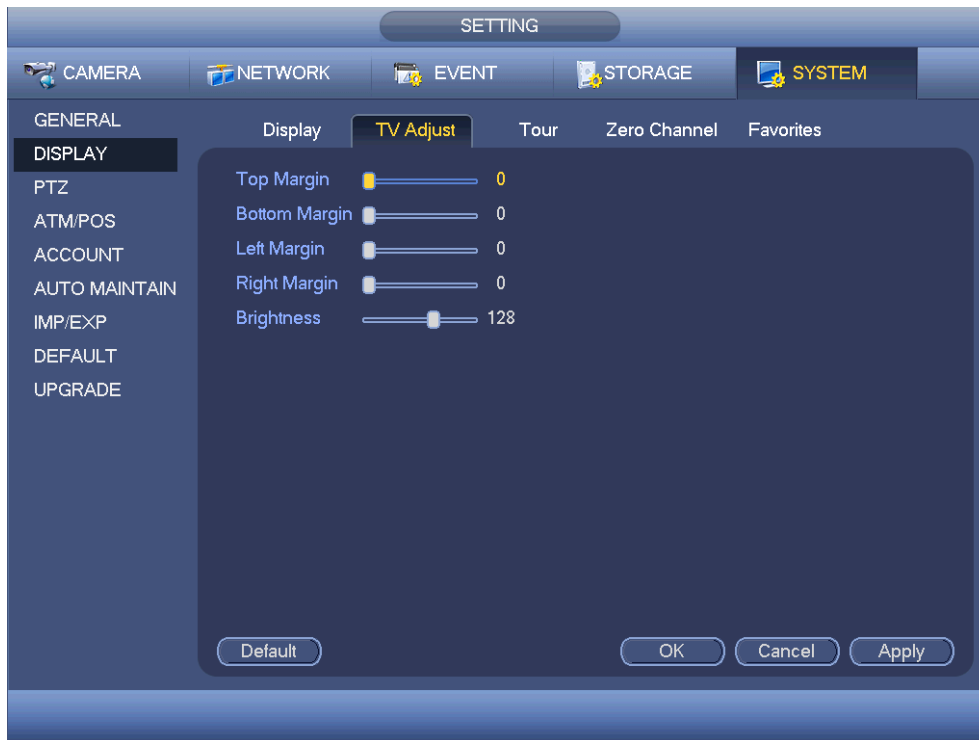 SETTING
CAMERA NETWORK EVENT STORAGE SYSTEM
GENERAL
DISPLAY
PTZ
ATM/POS
ACCOUNT
AUTO MAINTAIN
IMP/EXP
DEFAULT
UPGRADE
Display TV Adjust Tour Zero Channel Favorites
Top Margin 0
Bottom Margin 0
Left Margin 0
Right Margin 0
Brightness 128
Default OK Cancel Apply